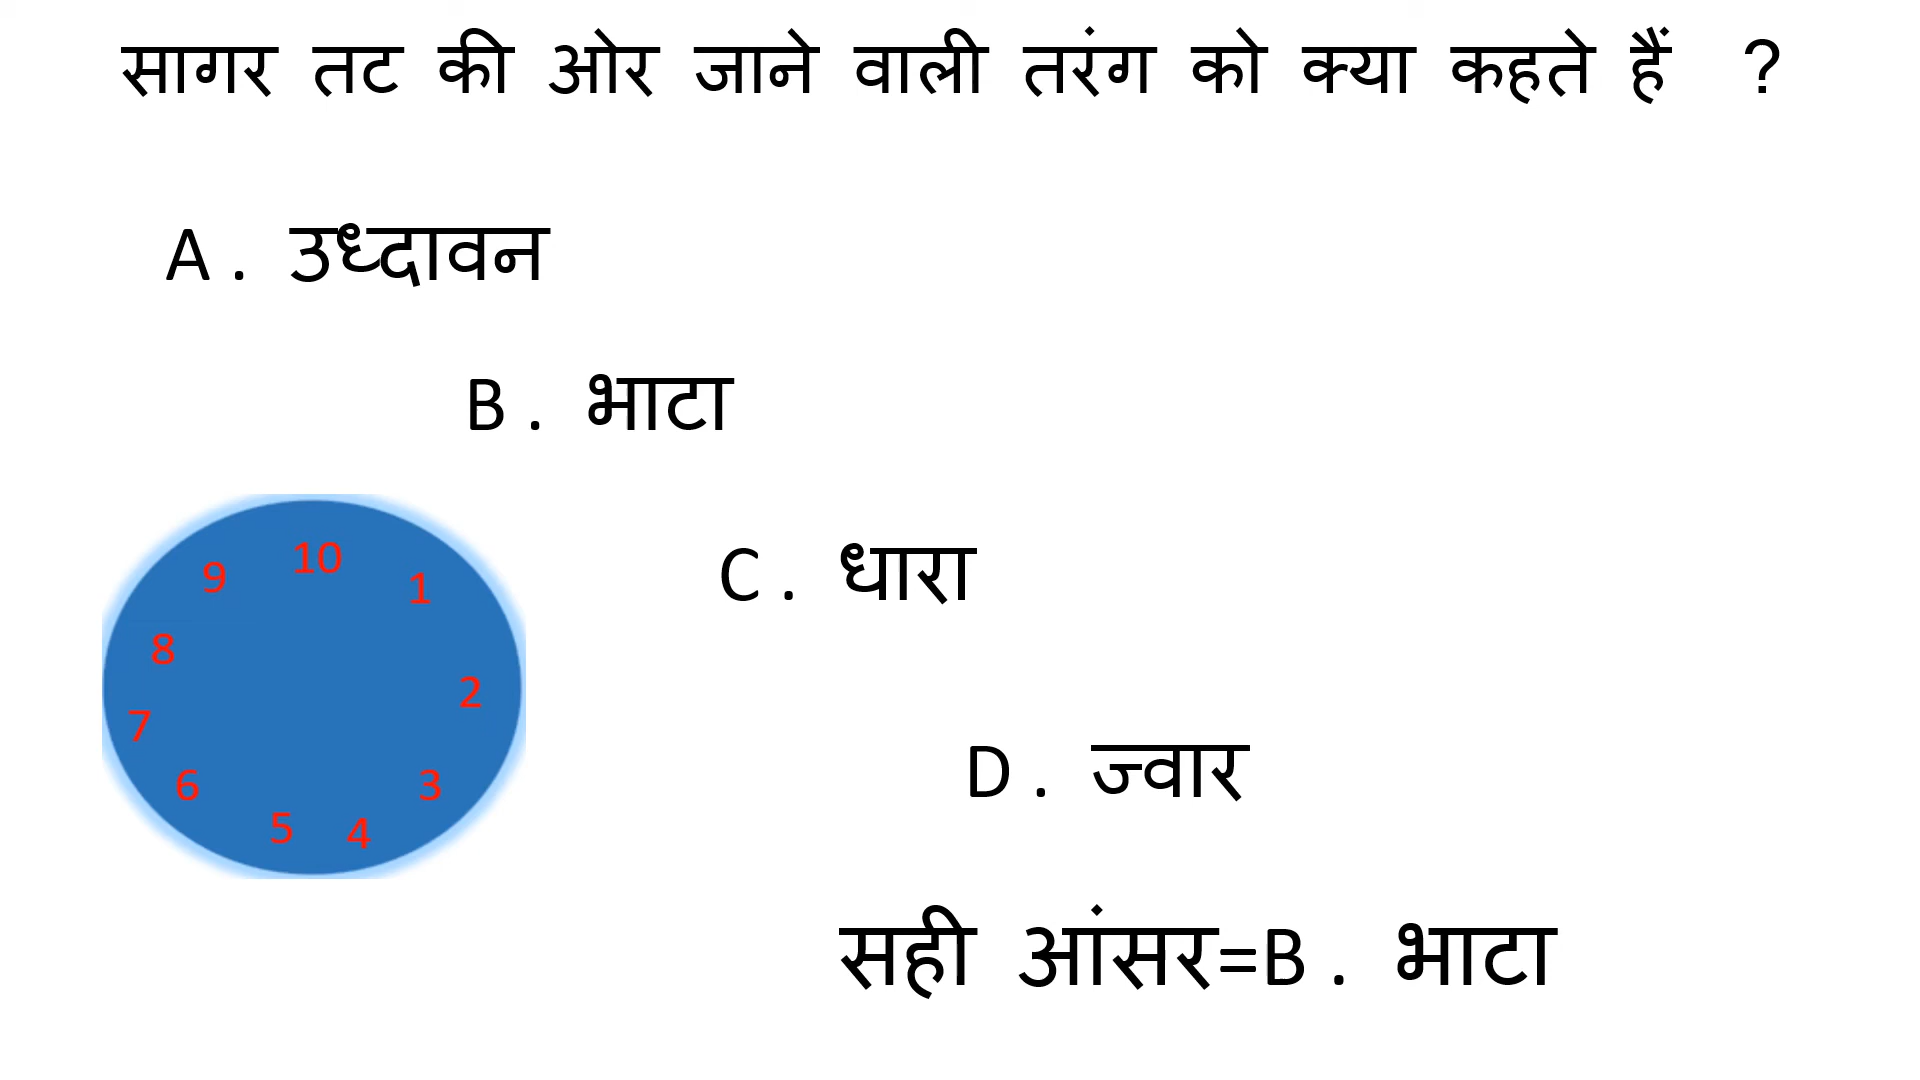 सागर तट की ओर जाने वाली तरंग को क्या कहते हैं ?
A . उध्दावन
B . भाटा
C . धारा
D . ज्वार
10
9
1
8
2
7
6
3
5
4
सही आंसर=B . भाटा